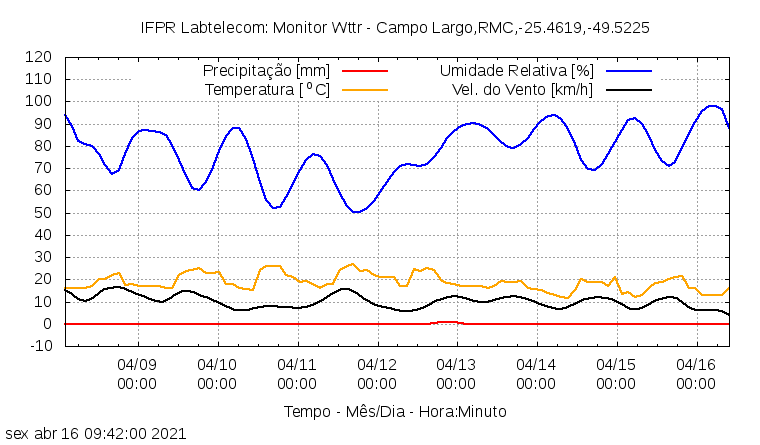 IFPR Labtelecom: Monitor Wttr - Campo Largo,RMC,-25.4619,-49.5225
Precipitação [mm]
Temperatura [⁰C]
Umidade Relativa [%]
Vel. do Vento [km/h]
120
110
100
90
80
70
60
50
40
30
20
10
0
-10
04/09 04/10 04/11 04/12 04/13 04/14 04/15 04/16
00:00 00:00 00:00 00:00 00:00 00:00 00:00 00:00
Tempo - Mês/Dia - Hora:Minuto
sex abr 16 09:42:00 2021